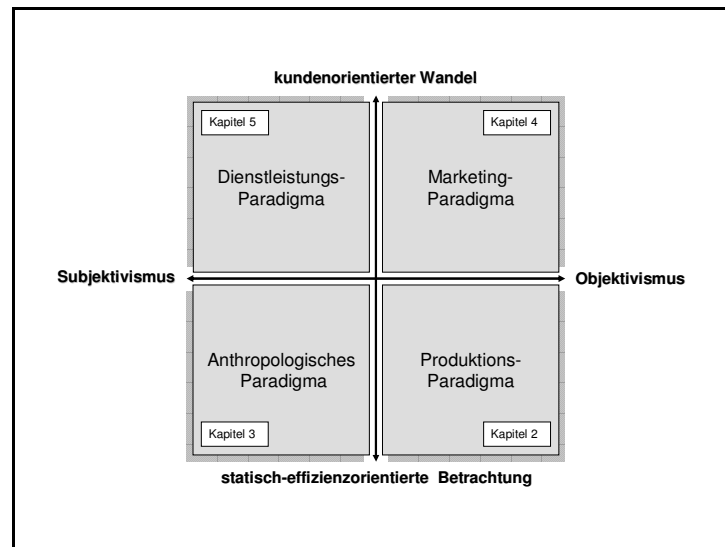 kundenorientierter Wandel
Kapitel 5
Kapitel 4
Dienstleistungs-
Paradigma
Marketing-
Paradigma
Subjektivismus
Objektivismus
Anthropologisches
Paradigma
Produktions-
Paradigma
Kapitel 3
Kapitel 2
statisch-effizienzorientierte Betrachtung